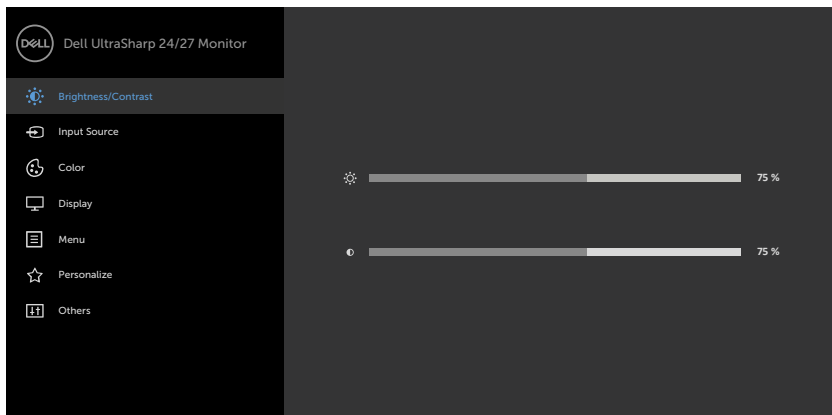 DELL Dell UltraSharp 24/27 Monitor
Brightness/Contrast
Input Source
Color
75 %
Display
Menu
75 %
Personalize
Others